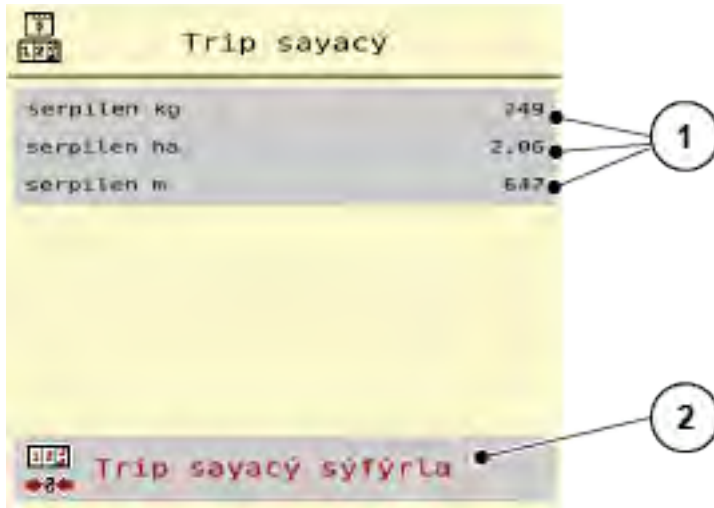 Trip sayacý
serpilen kg 249
serpilen ha 2.06
serpilen m 647
1
2
Trip sayacý sýfýrla